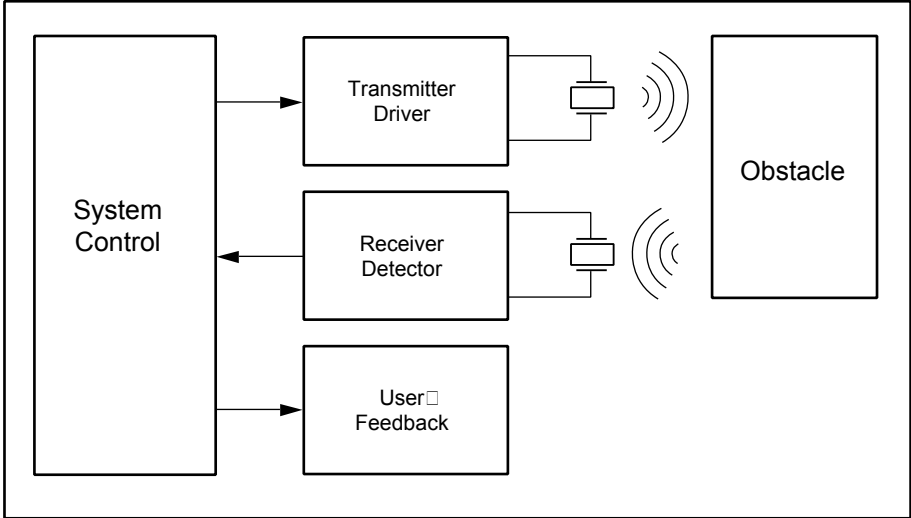 System
Control
Transmitter
Driver
Receiver
Detector
User□
Feedback
Obstacle